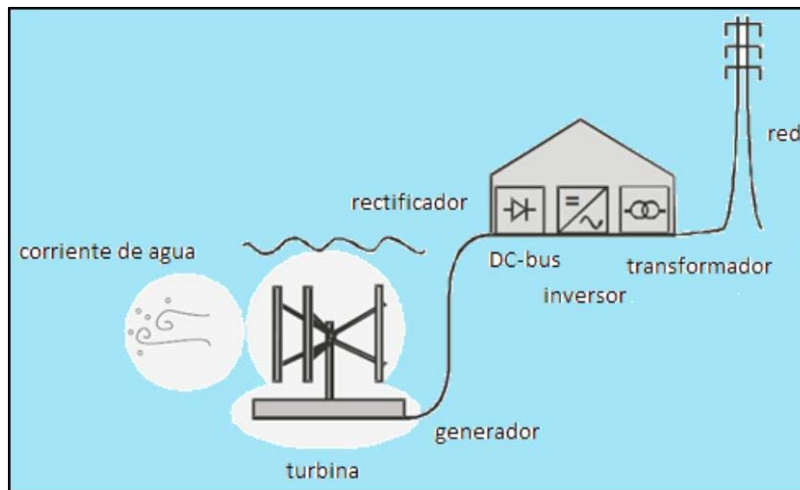 red
rectificador
corriente de agua
DC-bus
transformador
inversor
generador
turbina